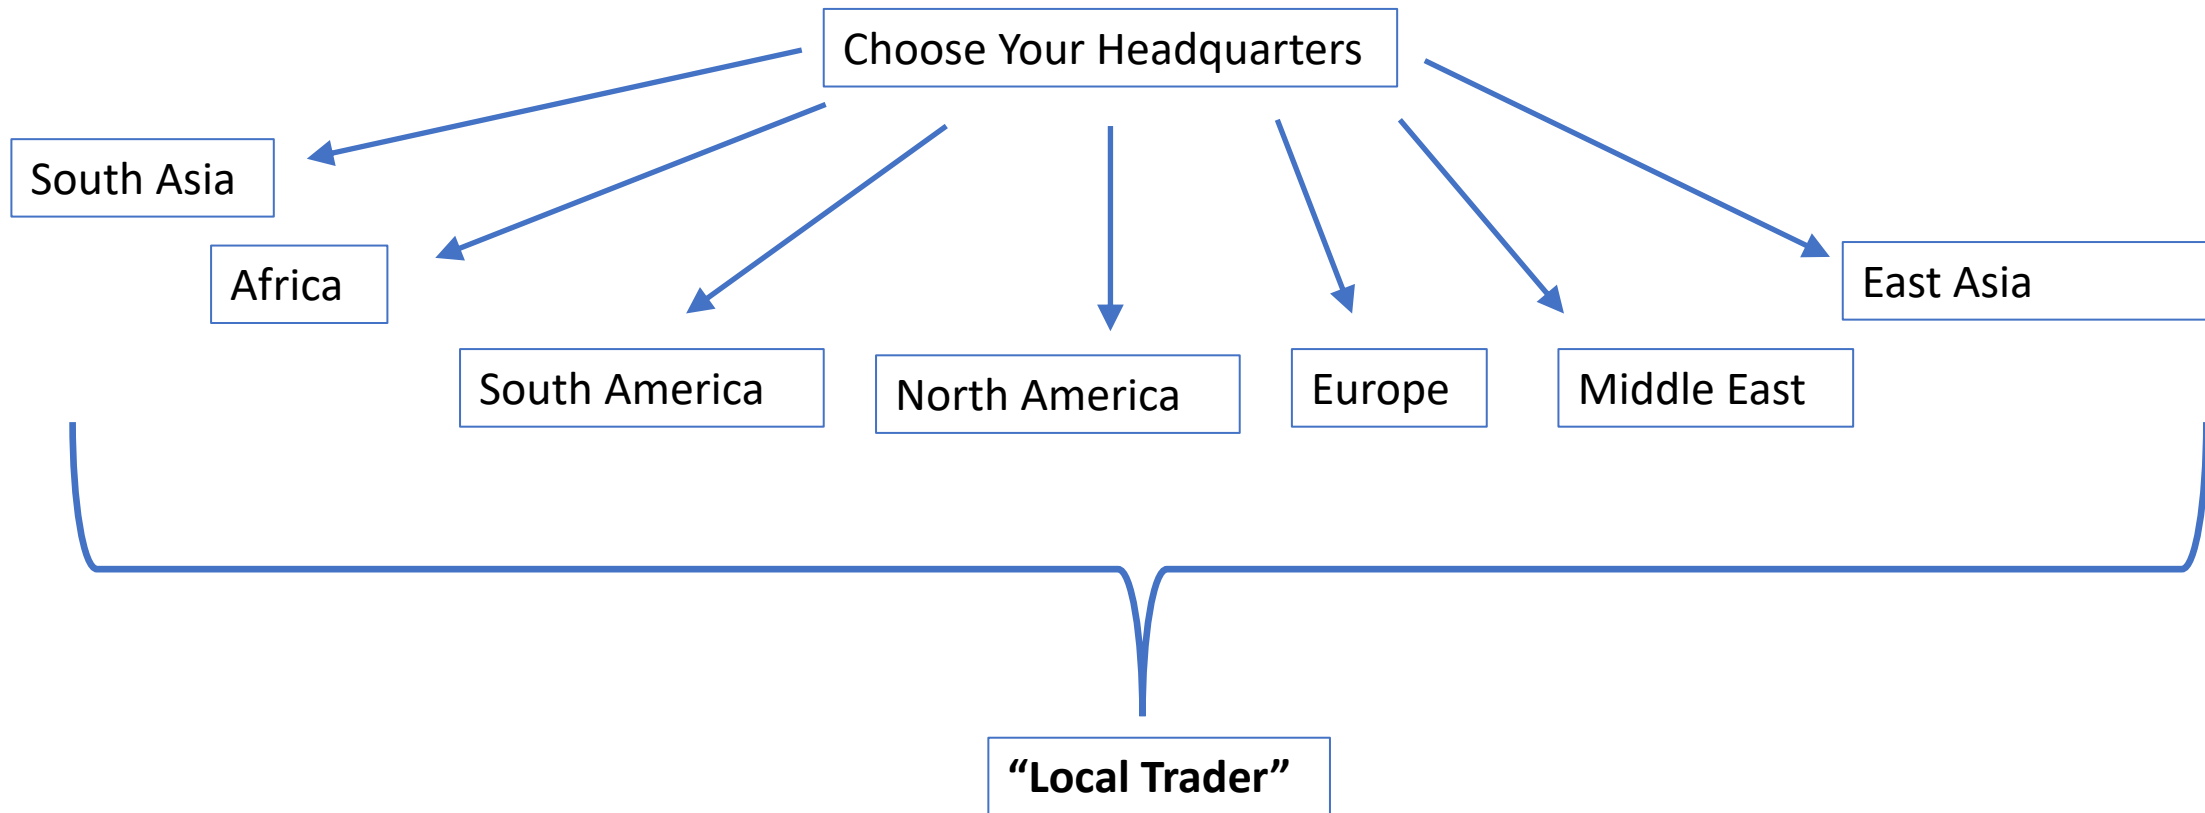 Choose Your Headquarters
South Asia
Africa
East Asia
South America
North America
Europe
Middle East
“Local Trader”